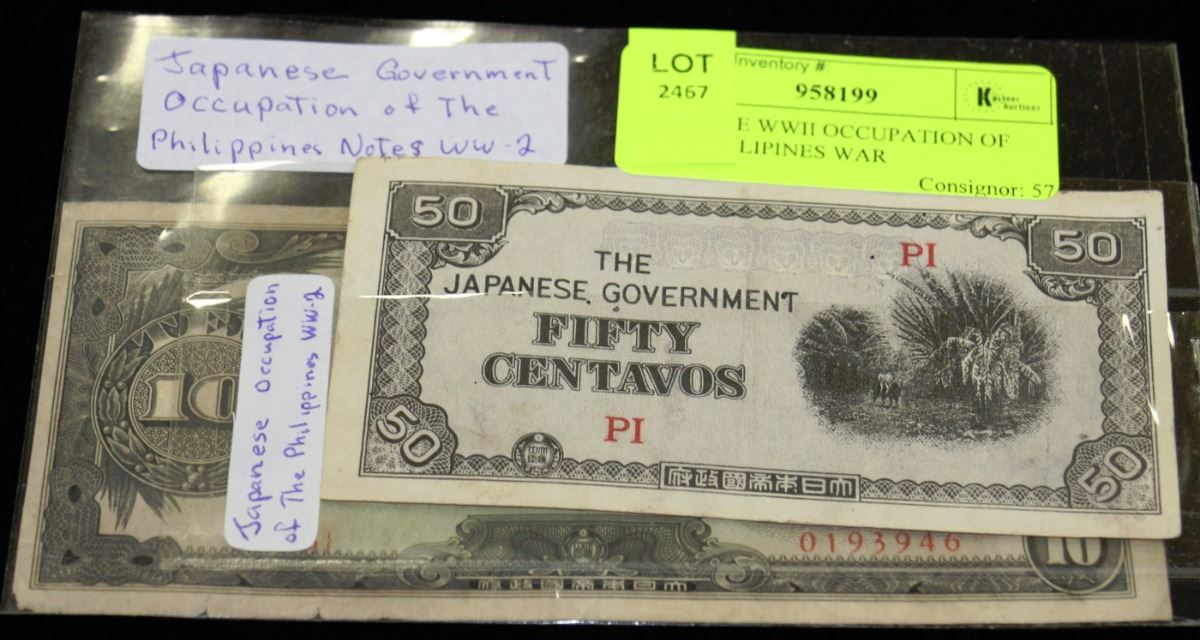 Japanese Government
Occupation of The
Philippines Notes WW-2
LOT
2467
nventory #:
958199
E WWII OCCUPATION OF
LIPINES WAR
Consignor: 57
50
50
PI
THE
JAPANESE GOVERNMENT
FIFTY
CENTAVOS
PI
50
50
府政國帝本日大
Japanese Occupation
of The Philippines WW-2
10
0193946
10
府政國帝本日大